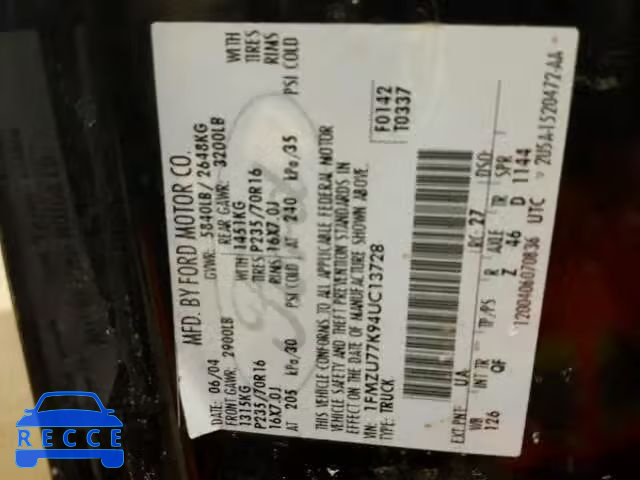 MFD. BY FORD MOTOR CO.
DATE: 06/04 GVWR: 5840LB/ 2648KG
FRONT GAWR: 2900LB REAR GAWR: 3200LB
1315KG WITH 1451KG WITH
P235/70R16 TIRES P235/70R16 TIRES
16X7.0J RIMS 16X7.0J RIMS
AT 205 kPa/30 PSI COLD AT 240 kPa/35 PSI COLD
THIS VEHICLE CONFORMS TO ALL APPLICABLE FEDERAL MOTOR
VEHICLE SAFETY AND THEFT PREVENTION STANDARDS IN
EFFECT ON THE DATE OF MANUFACTURE SHOWN ABOVE.
VIN: 1FMZU77K94UC13728 F0142
TYPE: TRUCK T0337
EXT PNT: UA RC: 27 DSO:
WB INT TR TP/PS R AXLE TR SPR
126 QF Z 46 D 1144
1200406070836 UTC 2U5A-1520472-AA
Ford
RECCE